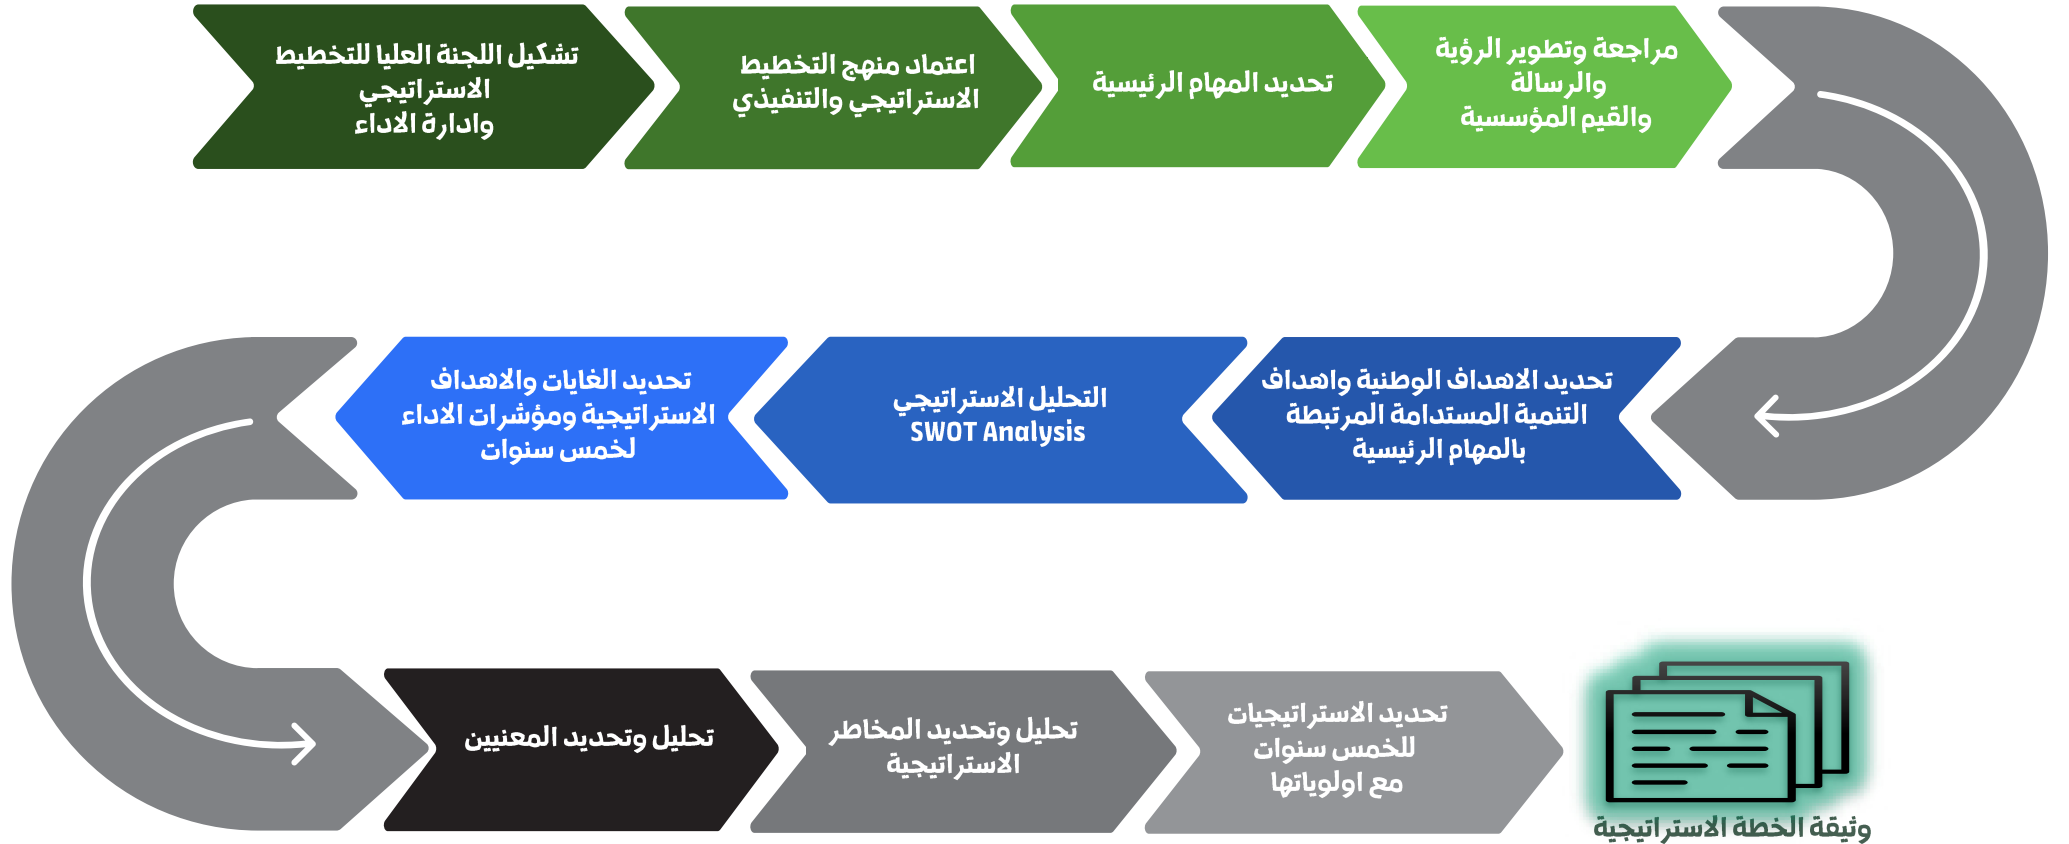 تشكيل اللجنة العليا للتخطيط
الاستراتيجي
وادارة الاداء
اعتماد منهج التخطيط
الاستراتيجي والتنفيذي
تحديد المهام الرئيسية
مراجعة وتطوير الرؤية
والرسالة
والقيم المؤسسية
تحديد الاهداف الوطنية واهداف
التنمية المستدامة المرتبطة
بالمهام الرئيسية
التحليل الاستراتيجي
SWOT Analysis
تحديد الغايات والاهداف
الاستراتيجية ومؤشرات الاداء
لخمس سنوات
تحليل وتحديد المعنيين
تحليل وتحديد المخاطر
الاستراتيجية
تحديد الاستراتيجيات
للخمس سنوات
مع اولوياتها
وثيقة الخطة الاستراتيجية